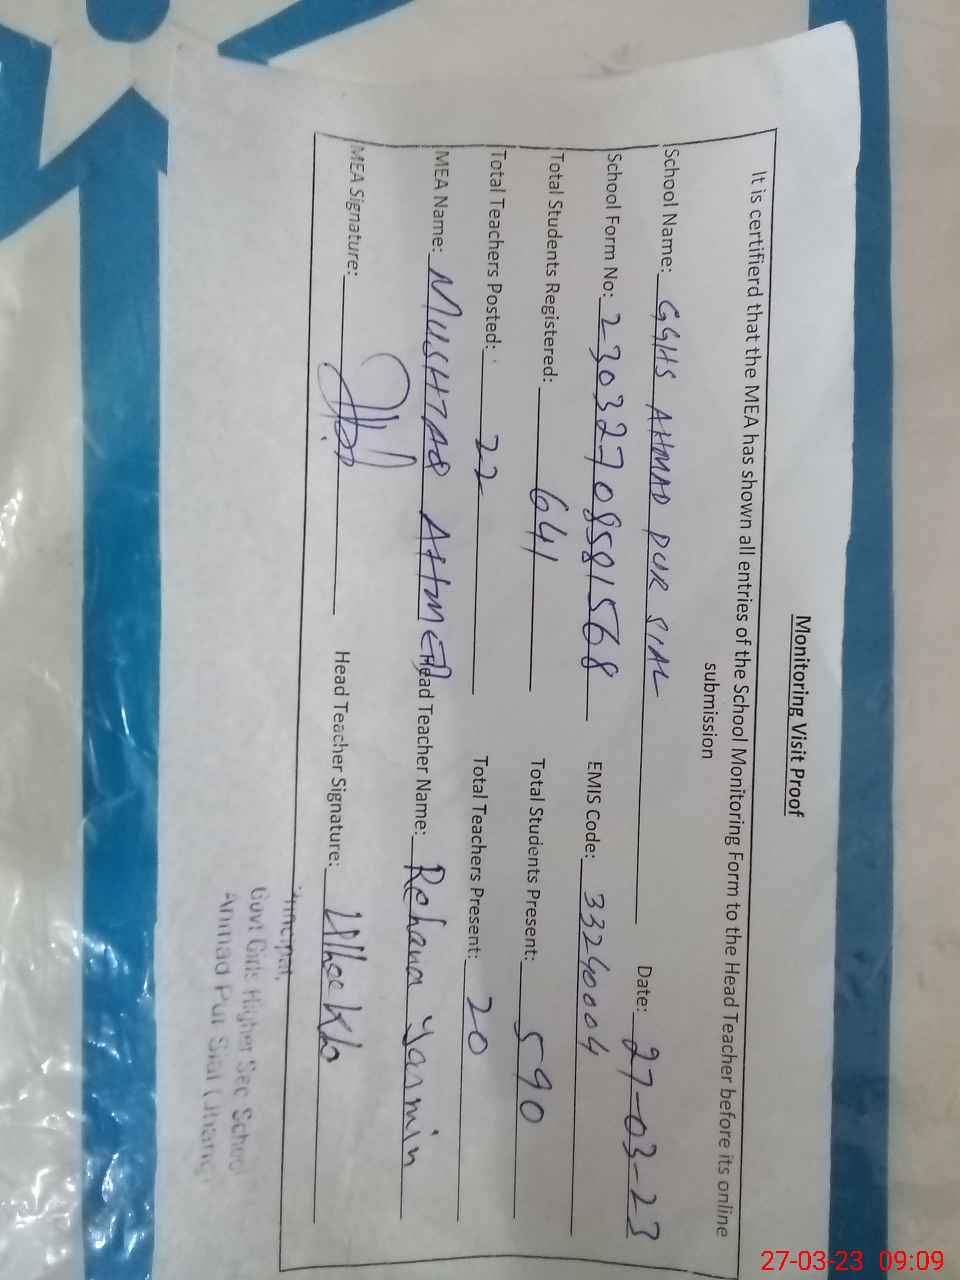 Monitoring Visit Proof
It is certifierd that the MEA has shown all entries of the School Monitoring Form to the Head Teacher before its online
submission
School Name: GGHS AHMAD PUR SIAL Date: 27-03-23
School Form No: 23032708581568 EMIS Code: 33240004
Total Students Registered: 641 Total Students Present: 590
Total Teachers Posted: 22 Total Teachers Present: 20
MEA Name: MUSHTAQ AHMED Head Teacher Name: Rehana Yasmin
MEA Signature: Head Teacher Signature:
Principal,
Govt Girls Higher Sec School
Ahmad Pur Sial (Jhang)
27-03-23 09:09